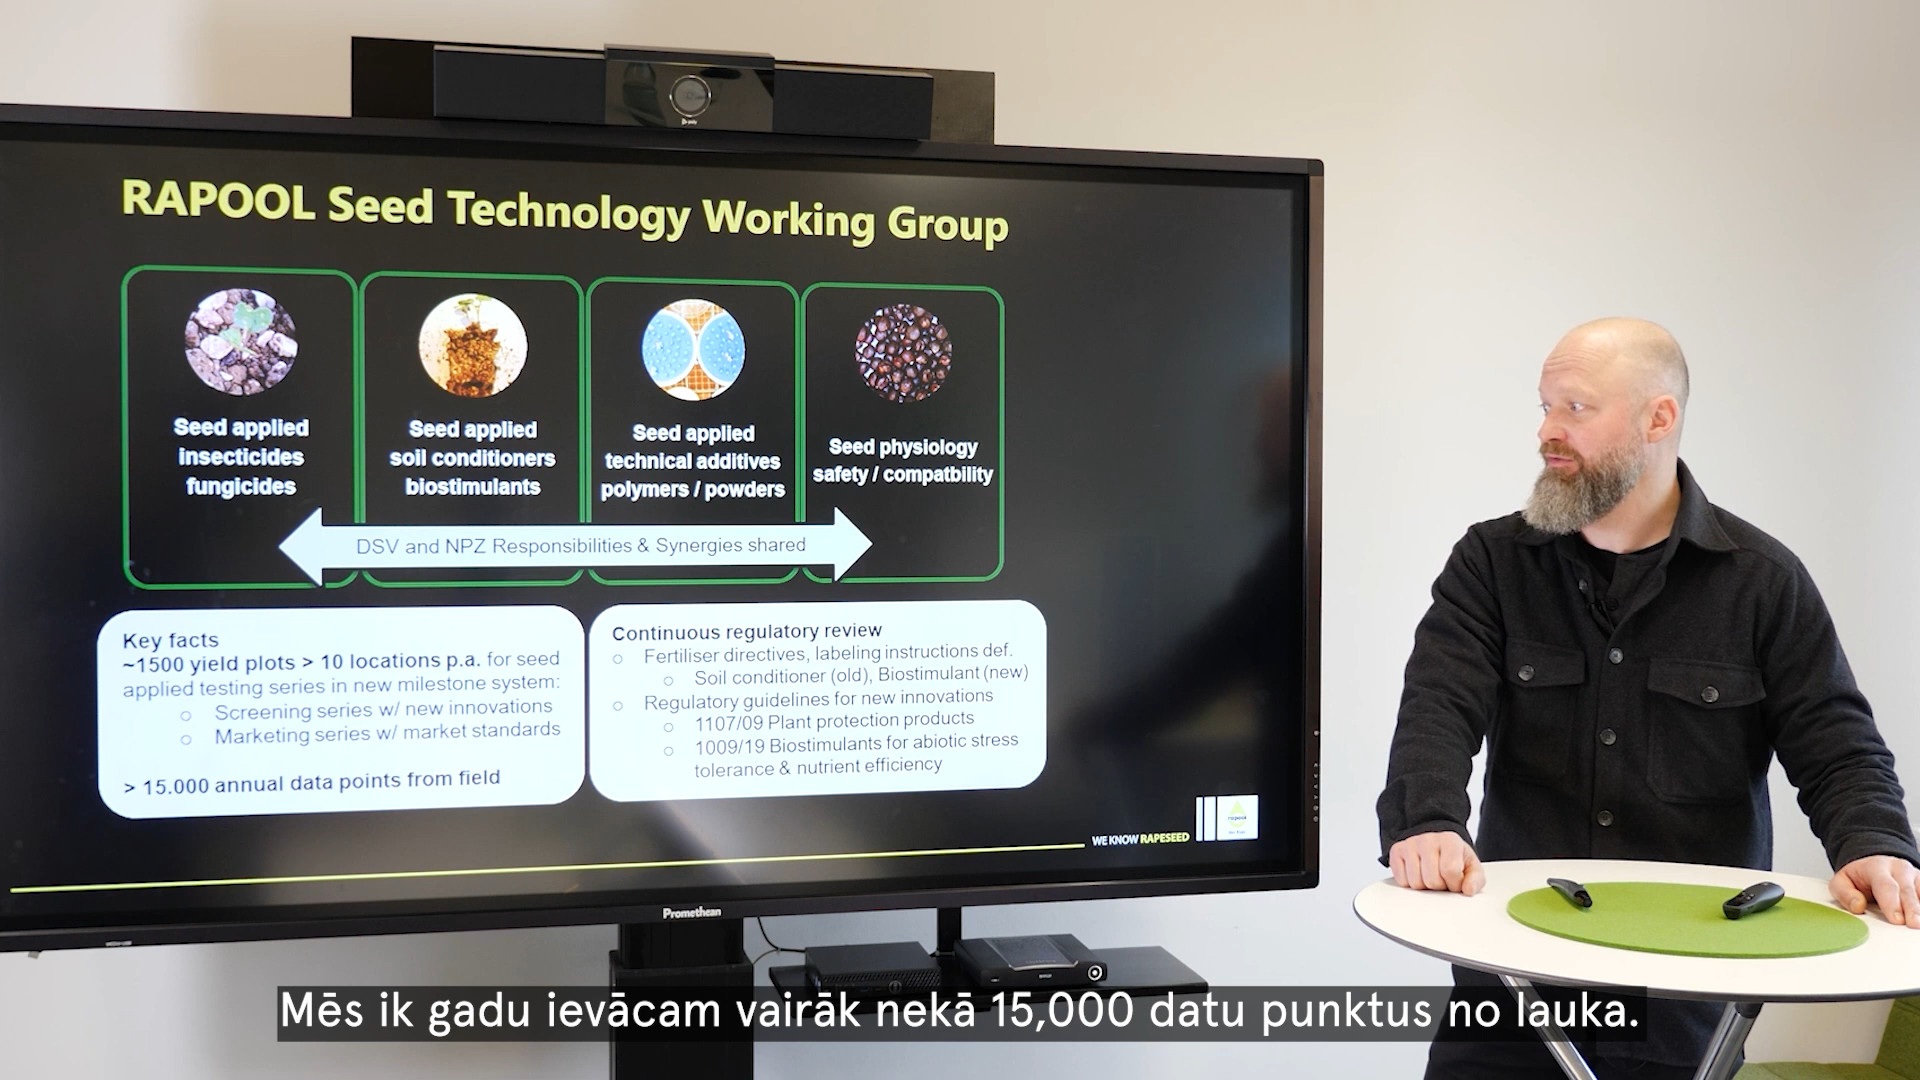 poly
RAPOOL Seed Technology Working Group
Seed applied
insecticides
fungicides
Seed applied
soil conditioners
biostimulants
Seed applied
technical additives
polymers / powders
Seed physiology
safety / compatbility
DSV and NPZ Responsibilities & Synergies shared
Key facts
~1500 yield plots > 10 locations p.a. for seed
applied testing series in new milestone system:
○ Screening series w/ new innovations
○ Marketing series w/ market standards
> 15.000 annual data points from field
Continuous regulatory review
○ Fertiliser directives, labeling instructions def.
○ Soil conditioner (old), Biostimulant (new)
○ Regulatory guidelines for new innovations
○ 1107/09 Plant protection products
○ 1009/19 Biostimulants for abiotic stress
tolerance & nutrient efficiency
WE KNOW RAPESEED
rapool
Promethean
Mēs ik gadu ievācam vairāk nekā 15,000 datu punktus no lauka.